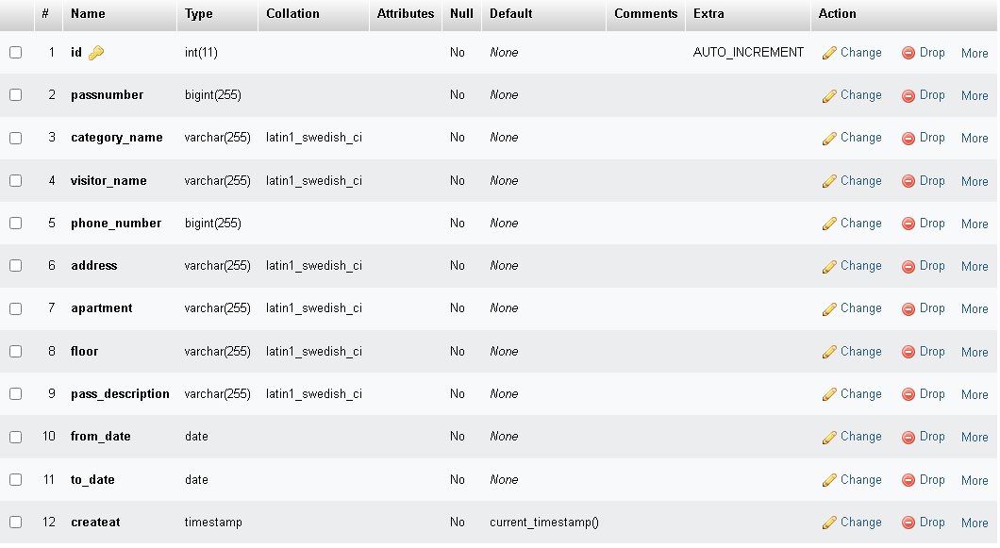 # Name Type Collation Attributes Null Default Comments Extra Action
1 id int(11) No None AUTO_INCREMENT Change Drop More
2 passnumber bigint(255) No None Change Drop More
3 category_name varchar(255) latin1_swedish_ci No None Change Drop More
4 visitor_name varchar(255) latin1_swedish_ci No None Change Drop More
5 phone_number bigint(255) No None Change Drop More
6 address varchar(255) latin1_swedish_ci No None Change Drop More
7 apartment varchar(255) latin1_swedish_ci No None Change Drop More
8 floor varchar(255) latin1_swedish_ci No None Change Drop More
9 pass_description varchar(255) latin1_swedish_ci No None Change Drop More
10 from_date date No None Change Drop More
11 to_date date No None Change Drop More
12 createat timestamp No current_timestamp() Change Drop More